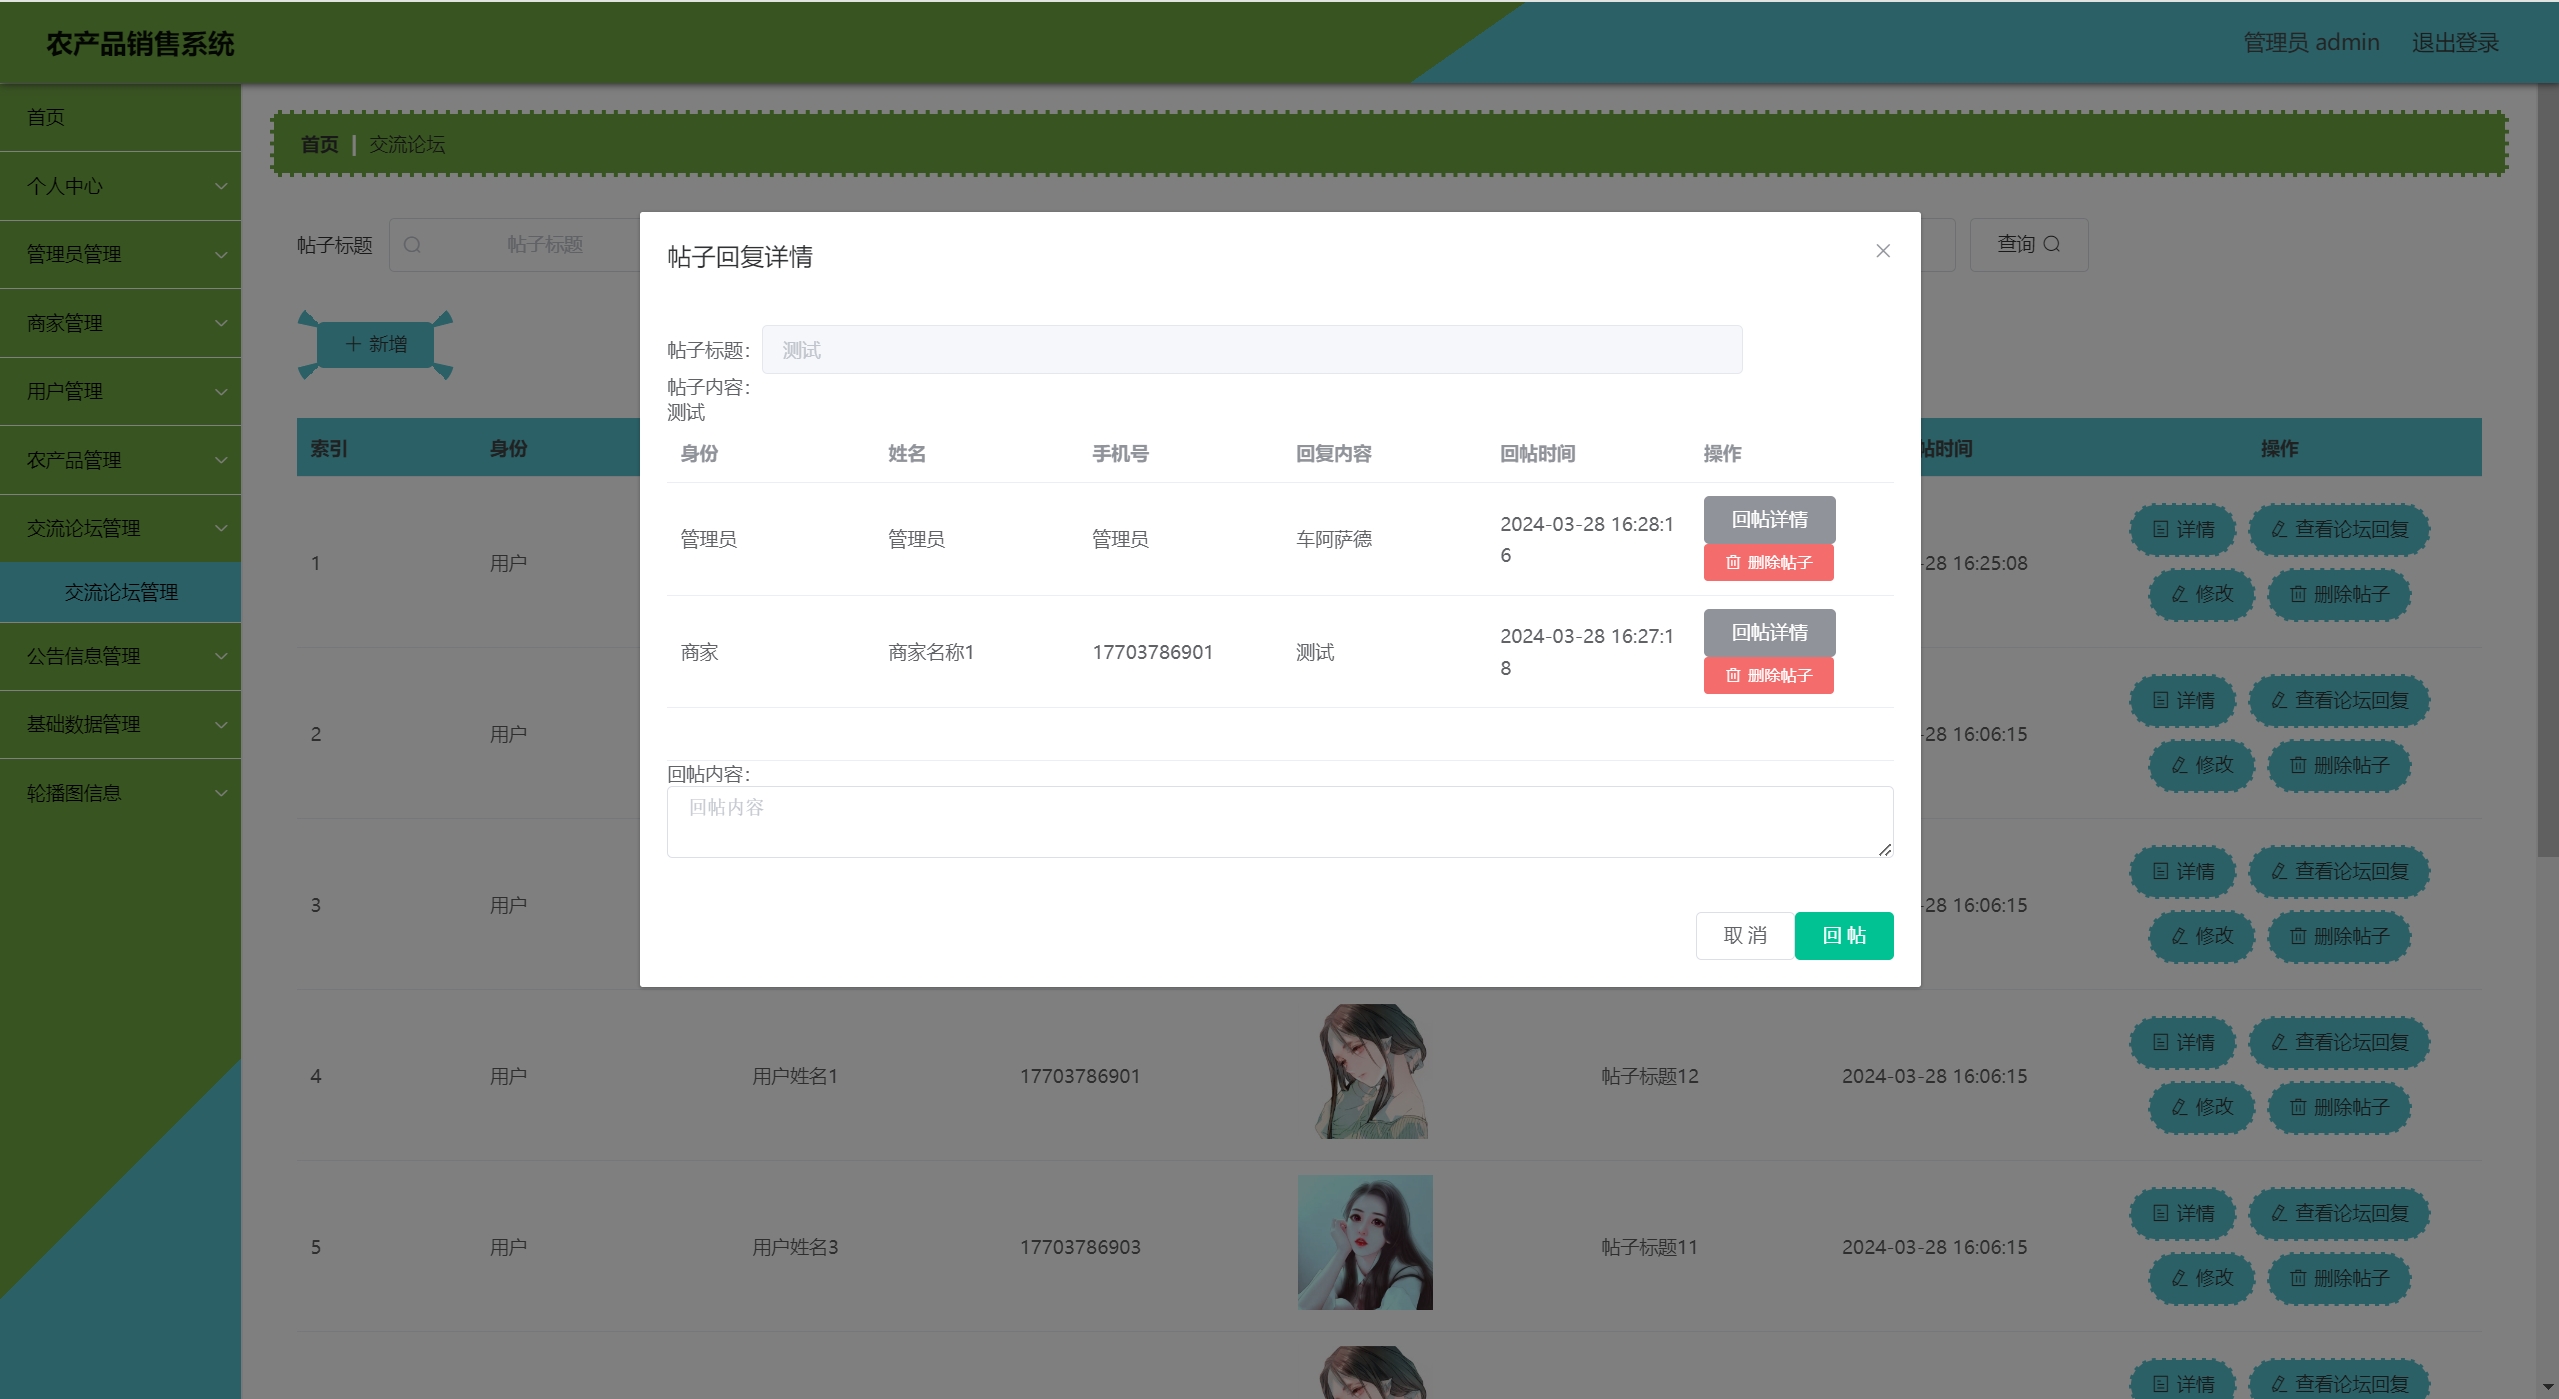 农产品销售系统
管理员 admin
退出登录
首页
个人中心
管理员管理
商家管理
用户管理
农产品管理
交流论坛管理
交流论坛管理
公告信息管理
基础数据管理
轮播图信息
首页 | 交流论坛
帖子标题
帖子标题
查询
新增
索引 身份 帖时间 操作
1 用户 -28 16:25:08 详情 查看论坛回复
修改 删除帖子
2 用户 -28 16:06:15 详情 查看论坛回复
修改 删除帖子
3 用户 -28 16:06:15 详情 查看论坛回复
修改 删除帖子
4 用户 用户姓名1 17703786901 帖子标题12 2024-03-28 16:06:15 详情 查看论坛回复
修改 删除帖子
5 用户 用户姓名3 17703786903 帖子标题11 2024-03-28 16:06:15 详情 查看论坛回复
修改 删除帖子
详情 查看论坛回复
帖子回复详情
帖子标题: 测试
帖子内容:
测试
身份 姓名 手机号 回复内容 回帖时间 操作
管理员 管理员 管理员 车阿萨德 2024-03-28 16:28:1
6
回帖详情
删除帖子
商家 商家名称1 17703786901 测试 2024-03-28 16:27:1
8
回帖详情
删除帖子
回帖内容:
回帖内容
取 消
回 帖